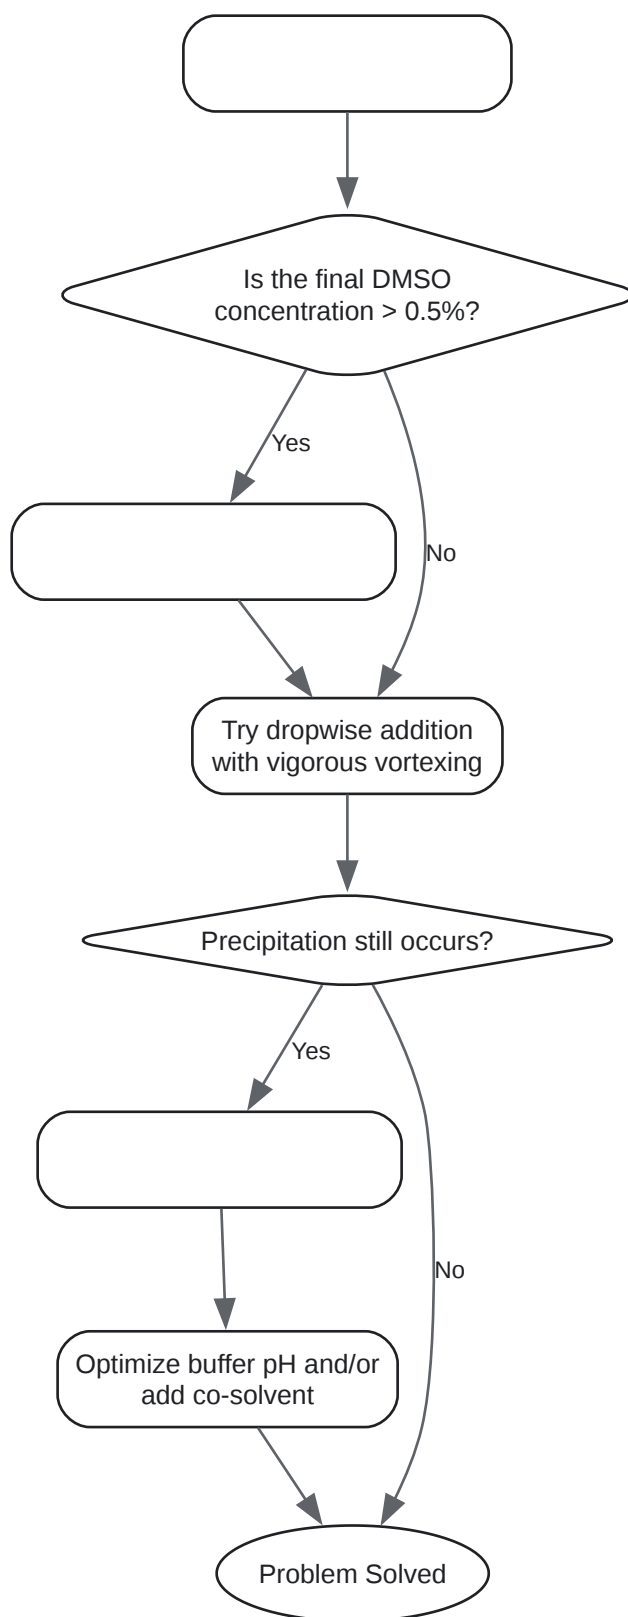 Is the final DMSO
concentration > 0.5%?
Yes
No
Try dropwise addition
with vigorous vortexing
Precipitation still occurs?
Yes
No
Optimize buffer pH and/or
add co-solvent
Problem Solved